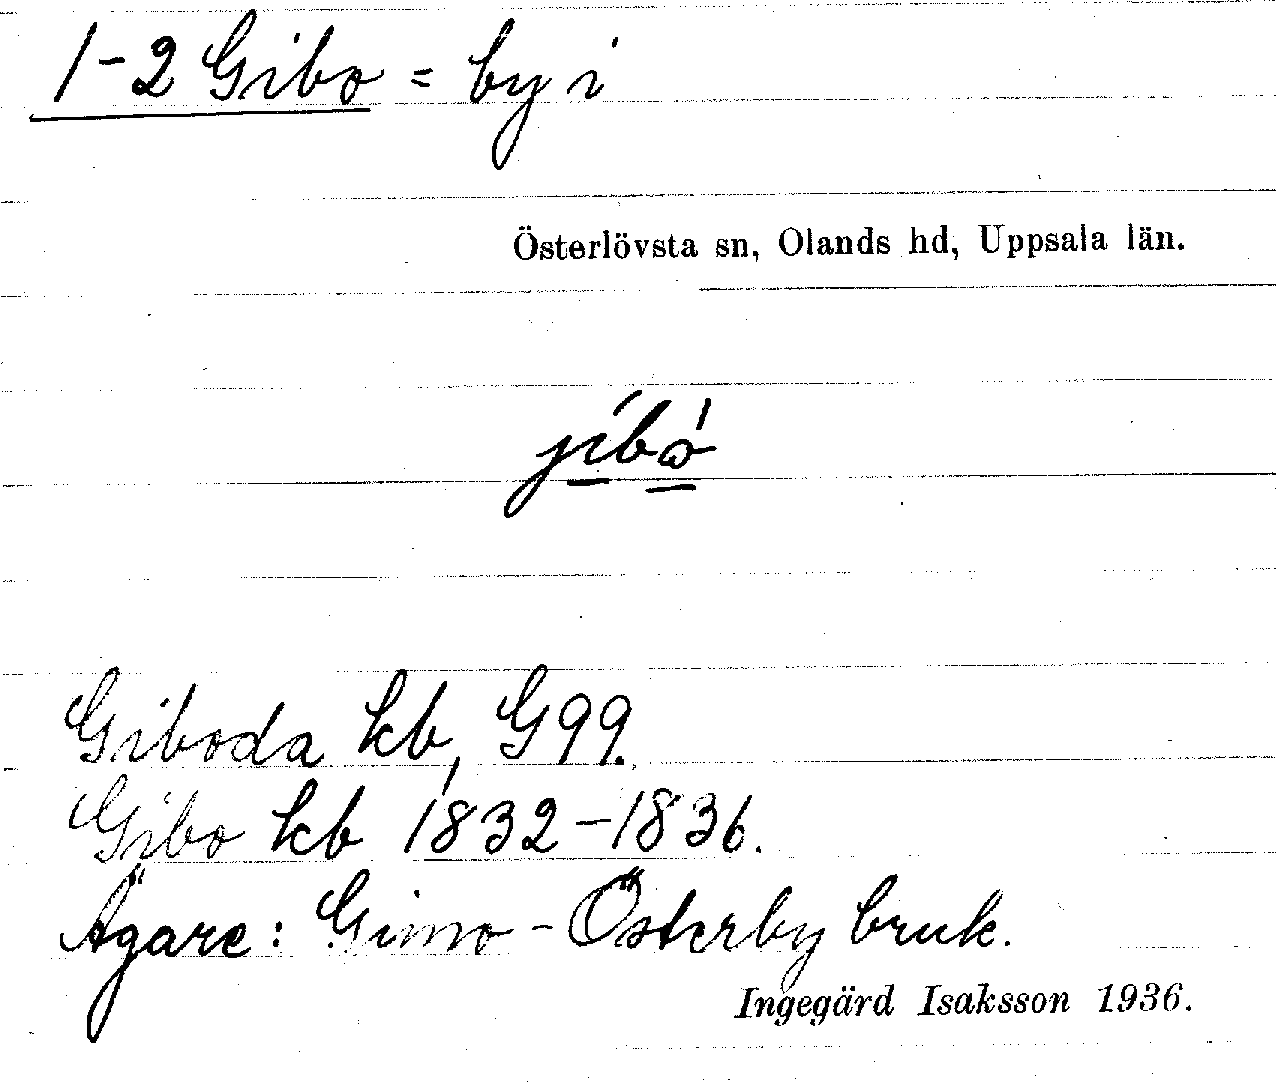 1-2 Gibo = by i
Österlövsta sn, Olands hd, Uppsala län.
jíbó̀
Giboda kb, G99.
Gibo kb 1832-1836.
Ägare: Gimo-Österby bruk.
Ingegärd Isaksson 1936.